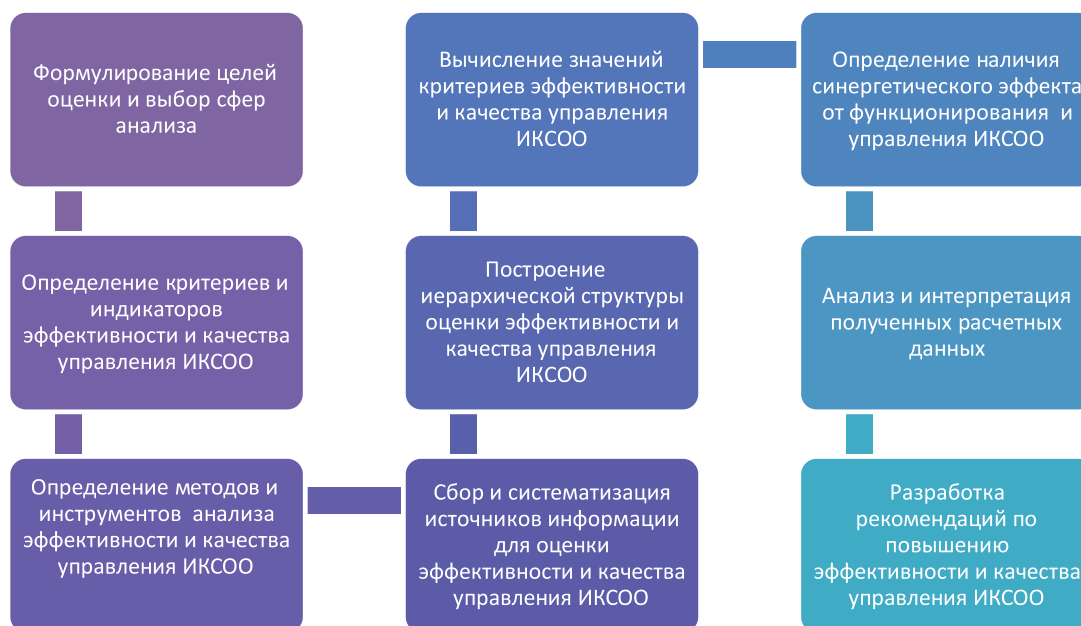 Формулирование целей
оценки и выбор сфер
анализа
Определение критериев и
индикаторов
эффективности и качества
управления ИКСОО
Определение методов и
инструментов анализа
эффективности и качества
управления ИКСОО
Сбор и систематизация
источников информации
для оценки
эффективности и качества
управления ИКСОО
Построение
иерархической структуры
оценки эффективности и
качества управления
ИКСОО
Вычисление значений
критериев эффективности
и качества управления
ИКСОО
Определение наличия
синергетического эффекта
от функционирования и
управления ИКСОО
Анализ и интерпретация
полученных расчетных
данных
Разработка
рекомендаций по
повышению
эффективности и качества
управления ИКСОО